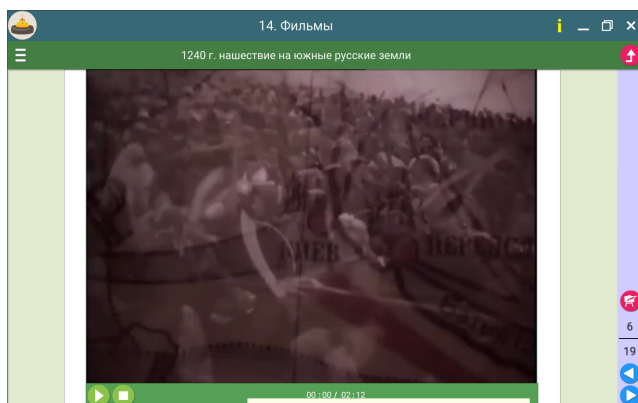 14. Фильмы
i
1240 г. нашествие на южные русские земли
КИЕВ
6
19
00:00 / 02:12